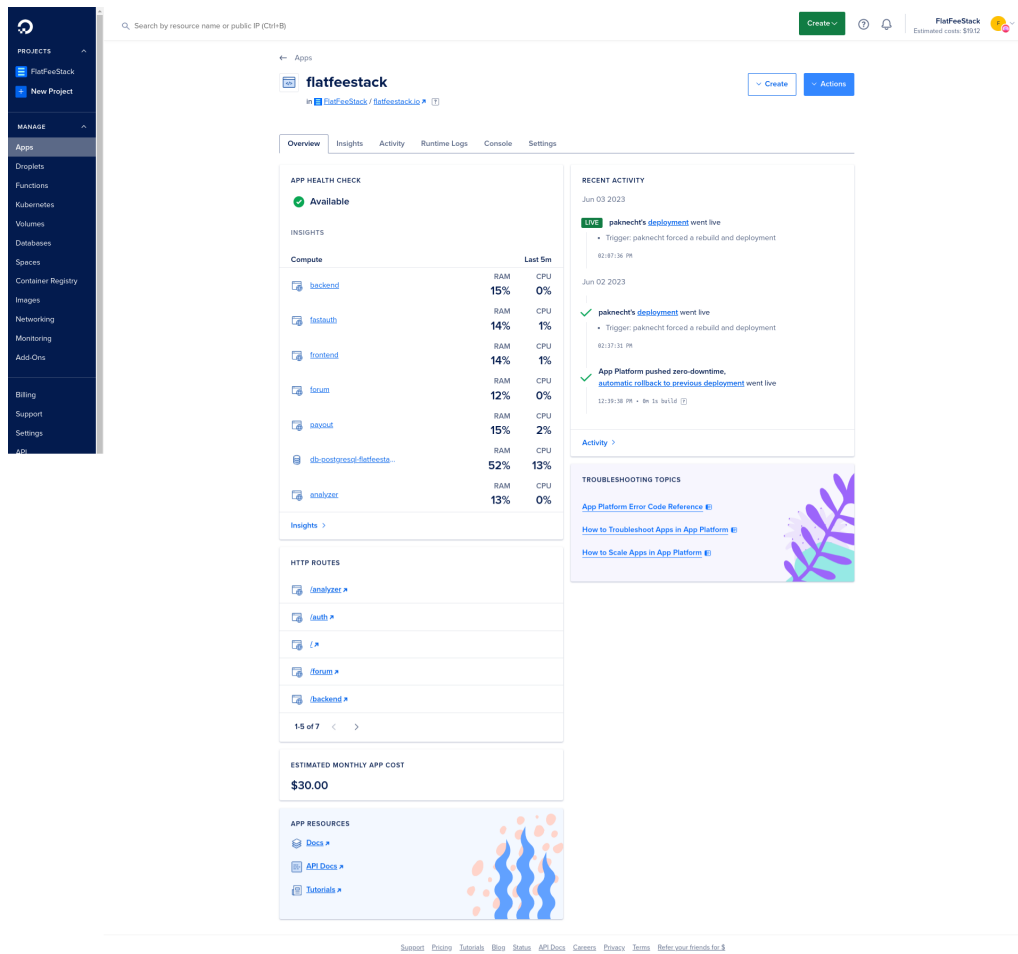 Search by resource name or public IP (Ctrl+B)
Create
FlatFeeStack
Estimated costs: $19.12
F
PROJECTS
FlatFeeStack
New Project
MANAGE
Apps
Droplets
Functions
Kubernetes
Volumes
Databases
Spaces
Container Registry
Images
Networking
Monitoring
Add-Ons
Billing
Support
Settings
API
← Apps
flatfeestack
in FlatFeeStack / flatfeestack.io
Create
Actions
Overview Insights Activity Runtime Logs Console Settings
APP HEALTH CHECK
Available
INSIGHTS
Compute Last 5m
RAM CPU
backend 15% 0%
RAM CPU
fastauth 14% 1%
RAM CPU
frontend 14% 1%
RAM CPU
forum 12% 0%
RAM CPU
payout 15% 2%
RAM CPU
db-postgresql-flatfeesta... 52% 13%
RAM CPU
analyzer 13% 0%
Insights >
HTTP ROUTES
/analyzer
/auth
/
/forum
/backend
1-5 of 7 < >
ESTIMATED MONTHLY APP COST
$30.00
APP RESOURCES
Docs
API Docs
Tutorials
RECENT ACTIVITY
Jun 03 2023
LIVE paknecht's deployment went live
• Trigger: paknecht forced a rebuild and deployment
02:07:36 PM
Jun 02 2023
paknecht's deployment went live
• Trigger: paknecht forced a rebuild and deployment
02:37:31 PM
App Platform pushed zero-downtime,
automatic rollback to previous deployment went live
12:39:38 PM • 0m 1s build
Activity >
TROUBLESHOOTING TOPICS
App Platform Error Code Reference
How to Troubleshoot Apps in App Platform
How to Scale Apps in App Platform
Support Pricing Tutorials Blog Status API Docs Careers Privacy Terms Refer your friends for $